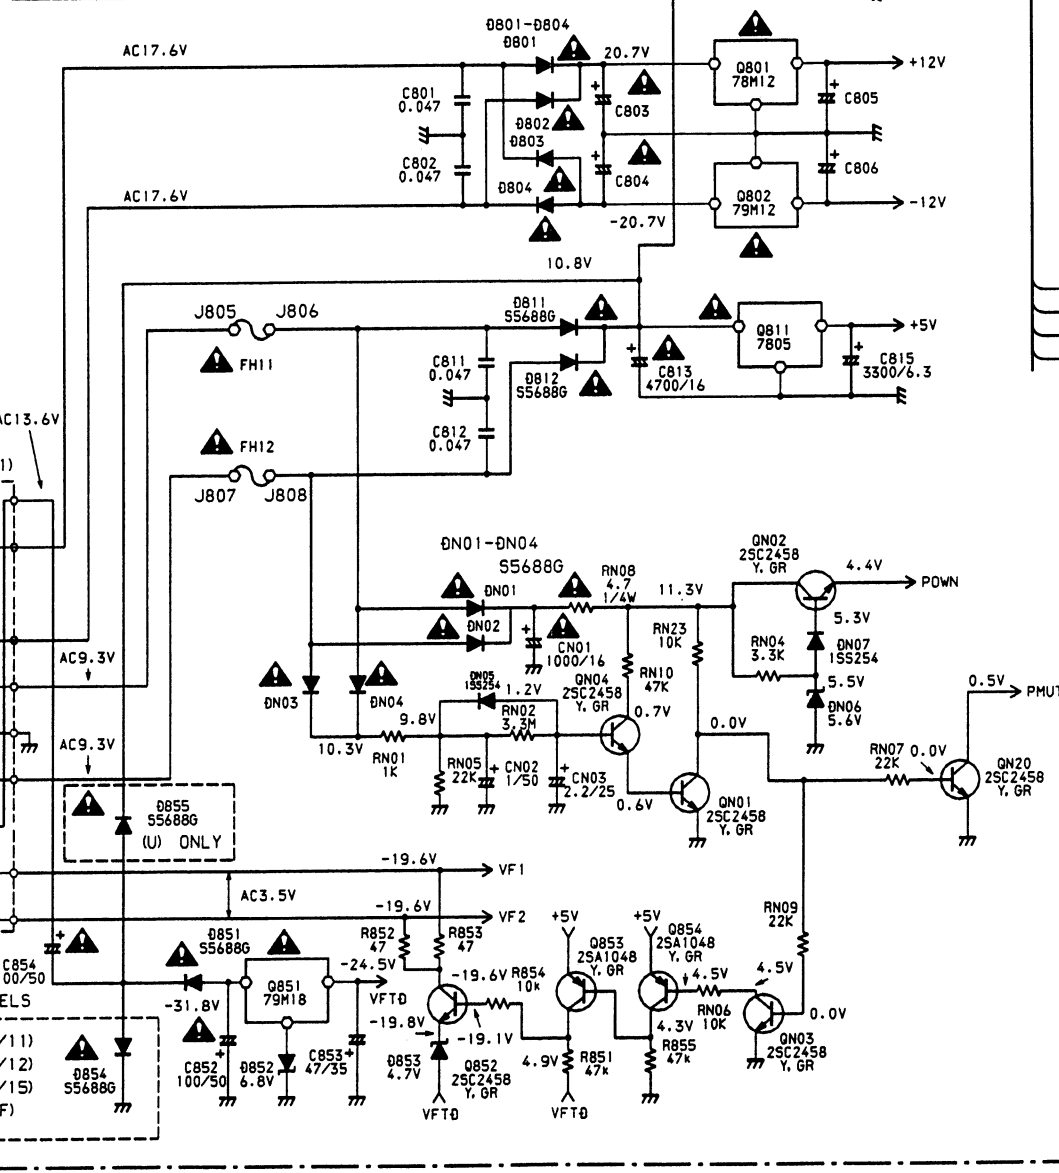 AC17.6V
D801-D804
D801
20.7V
Q801
78M12
+12V
C801
0.047
C803
C805
D802
D803
C802
0.047
C804
C806
AC17.6V
D804
-20.7V
Q802
79M12
-12V
10.8V
J805
J806
D811
S5688G
Q811
7805
+5V
FH11
C811
0.047
D812
S5688G
C813
4700/16
C815
3300/6.3
AC13.6V
FH12
C812
0.047
1)
J807
J808
DN01-DN04
S5688G
QN02
2SC2458
Y, GR
4.4V
POWN
DN01
RN08
4.7
1/4W
11.3V
5.3V
DN02
CN01
1000/16
RN23
10K
RN04
3.3K
DN07
1SS254
AC9.3V
RN10
47K
5.5V
DN06
5.6V
0.5V
PMUT
DN03
DN04
DN05
1SS254
1.2V
QN04
2SC2458
Y, GR
0.7V
9.8V
RN02
3.3M
0.0V
AC9.3V
10.3V
RN01
1K
RN05
22K
CN02
1/50
CN03
2.2/25
0.6V
QN01
2SC2458
Y, GR
RN07
22K
0.0V
QN20
2SC2458
Y, GR
D855
S5688G
(U) ONLY
-19.6V
VF1
AC3.5V
-19.6V
VF2
RN09
22K
C854
00/50
D851
S5688G
R852
47
R853
47
+5V
+5V
Q853
2SA1048
Y, GR
Q854
2SA1048
Y, GR
ELS
-31.8V
Q851
79M18
-24.5V
VFTD
-19.6V
R854
10k
4.5V
4.5V
RN06
10K
0.0V
/11)
/12)
/15)
F)
D854
S5688G
C852
100/50
D852
6.8V
C853
47/35
-19.8V
-19.1V
4.3V
QN03
2SC2458
Y, GR
D853
4.7V
Q852
2SC2458
Y, GR
4.9V
R851
47k
R855
47k
VFTD
VFTD